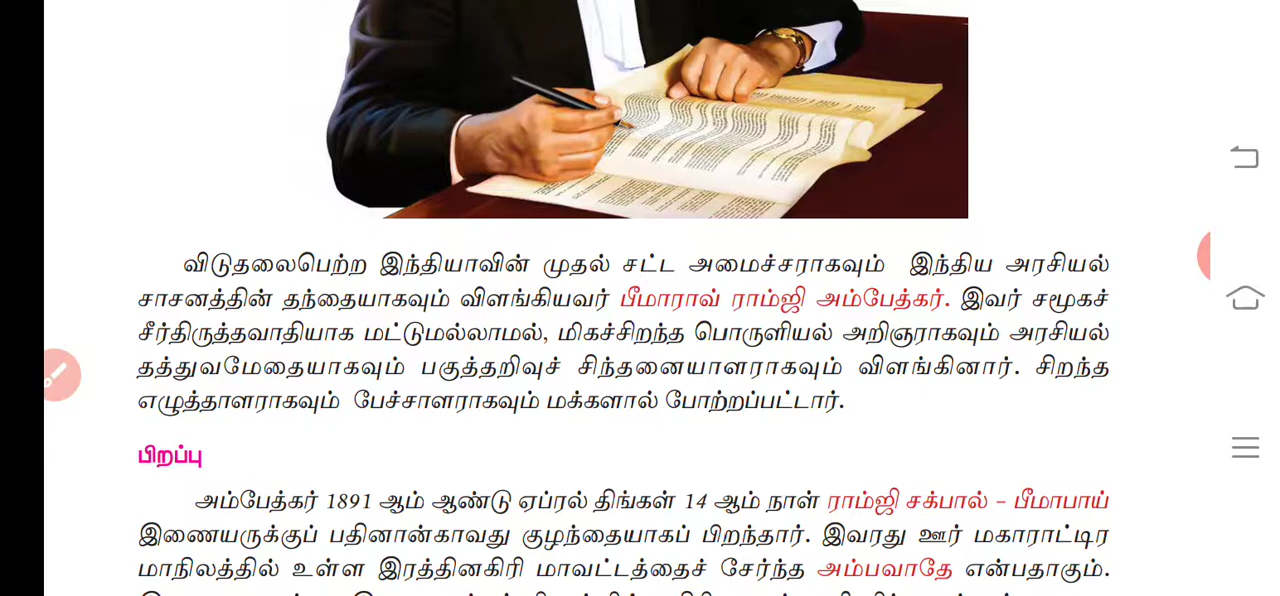 விடுதலைபெற்ற இந்தியாவின் முதல் சட்ட அமைச்சராகவும் இந்திய அரசியல்
சாசனத்தின் தந்தையாகவும் விளங்கியவர் பீமாராவ் ராம்ஜி அம்பேத்கர். இவர் சமூகச்
சீர்திருத்தவாதியாக மட்டுமல்லாமல், மிகச்சிறந்த பொருளியல் அறிஞராகவும் அரசியல்
தத்துவமேதையாகவும் பகுத்தறிவுச் சிந்தனையாளராகவும் விளங்கினார். சிறந்த
எழுத்தாளராகவும் பேச்சாளராகவும் மக்களால் போற்றப்பட்டார்.
பிறப்பு
அம்பேத்கர் 1891 ஆம் ஆண்டு ஏப்ரல் திங்கள் 14 ஆம் நாள் ராம்ஜி சக்பால் – பீமாபாய்
இணையருக்குப் பதினான்காவது குழந்தையாகப் பிறந்தார். இவரது ஊர் மகாராட்டிர
மாநிலத்தில் உள்ள இரத்தினகிரி மாவட்டத்தைச் சேர்ந்த அம்பவாதே என்பதாகும்.